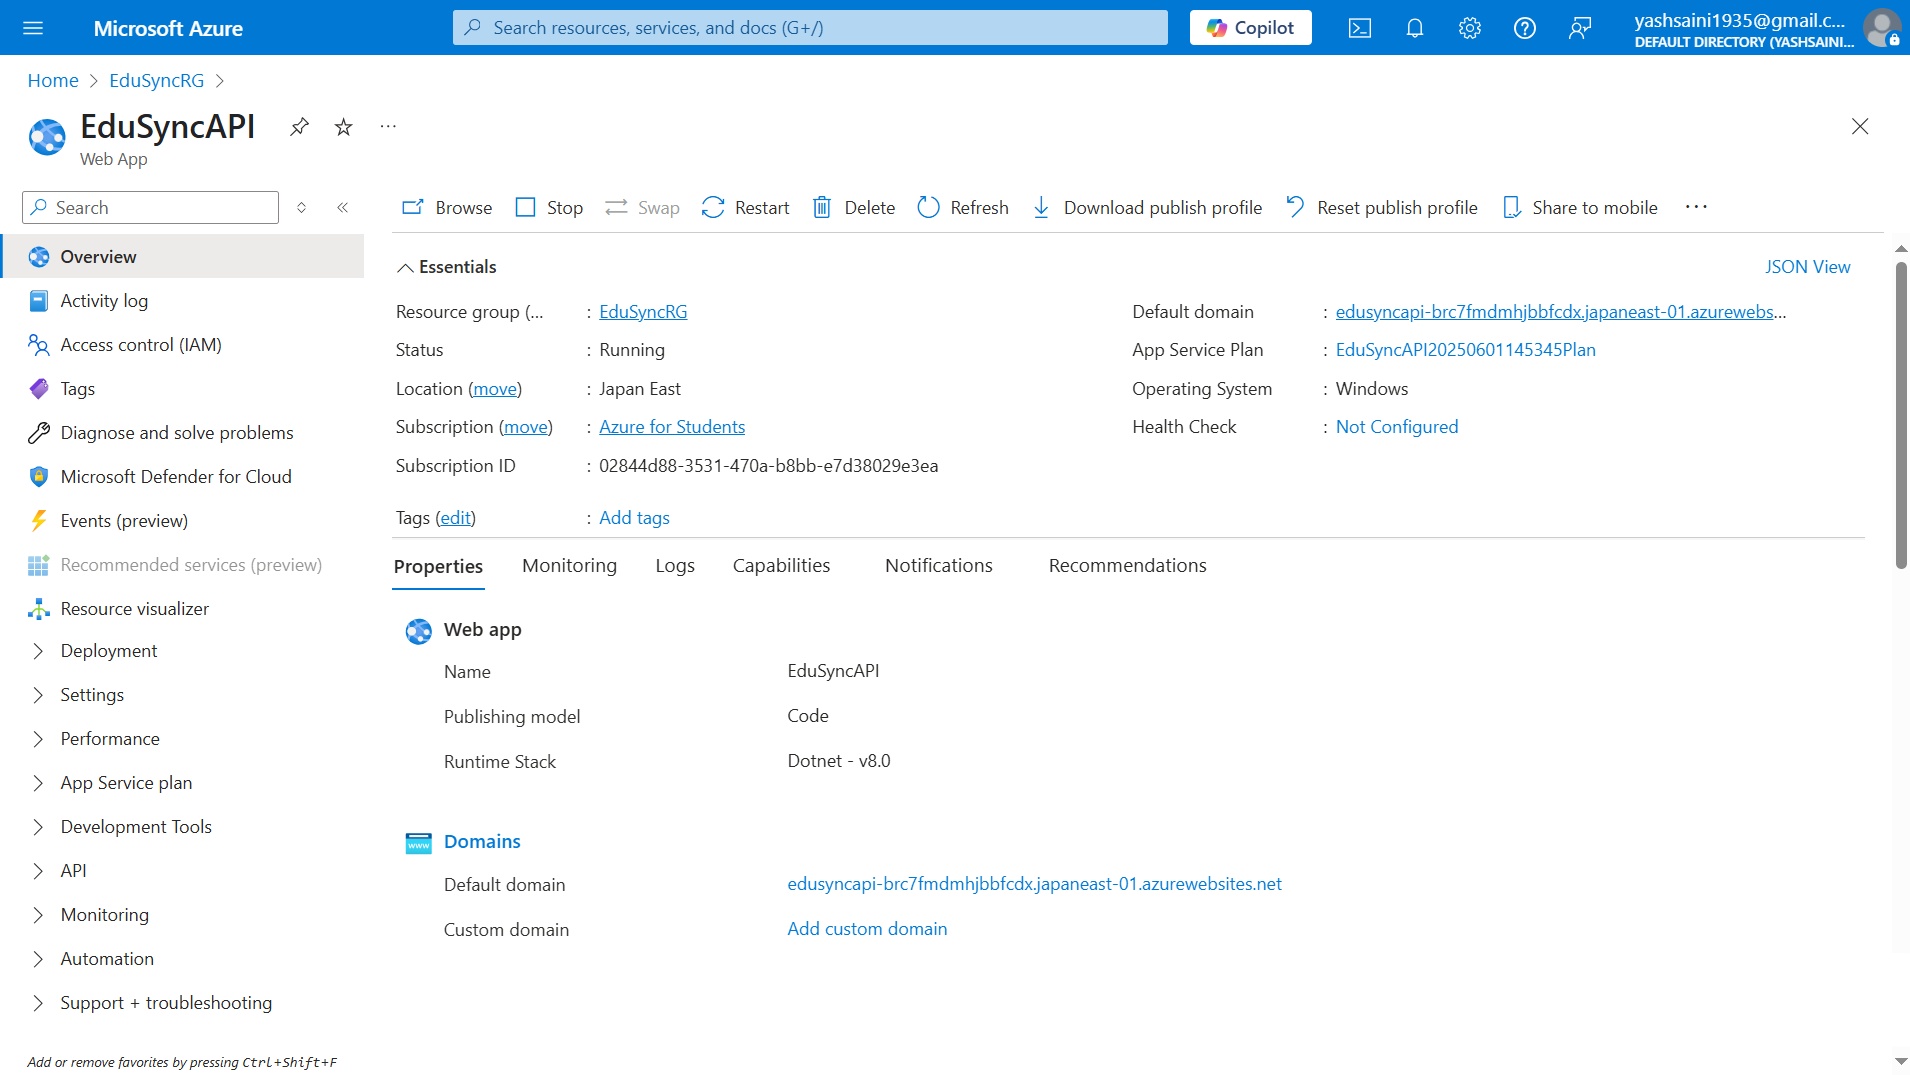 Microsoft Azure
Search resources, services, and docs (G+/)
Copilot
yashsaini1935@gmail.c...
DEFAULT DIRECTORY (YASHSAINI...
Home
EduSyncRG
EduSyncAPI
...
Web App
Search
Browse
Stop
Swap
Restart
Delete
Refresh
Download publish profile
Reset publish profile
Share to mobile
...
Overview
Activity log
Access control (IAM)
Tags
Diagnose and solve problems
Microsoft Defender for Cloud
Events (preview)
Recommended services (preview)
Resource visualizer
Deployment
Settings
Performance
App Service plan
Development Tools
API
Monitoring
Automation
Support + troubleshooting
Add or remove favorites by pressing Ctrl+Shift+F
Essentials
JSON View
Resource group (... : EduSyncRG
Status : Running
Location (move) : Japan East
Subscription (move) : Azure for Students
Subscription ID : 02844d88-3531-470a-b8bb-e7d38029e3ea
Default domain : edusyncapi-brc7fmdmhjbbfcdx.japaneast-01.azurewebs...
App Service Plan : EduSyncAPI20250601145345Plan
Operating System : Windows
Health Check : Not Configured
Tags (edit) : Add tags
Properties
Monitoring
Logs
Capabilities
Notifications
Recommendations
Web app
Name EduSyncAPI
Publishing model Code
Runtime Stack Dotnet - v8.0
www
Domains
Default domain edusyncapi-brc7fmdmhjbbfcdx.japaneast-01.azurewebsites.net
Custom domain Add custom domain